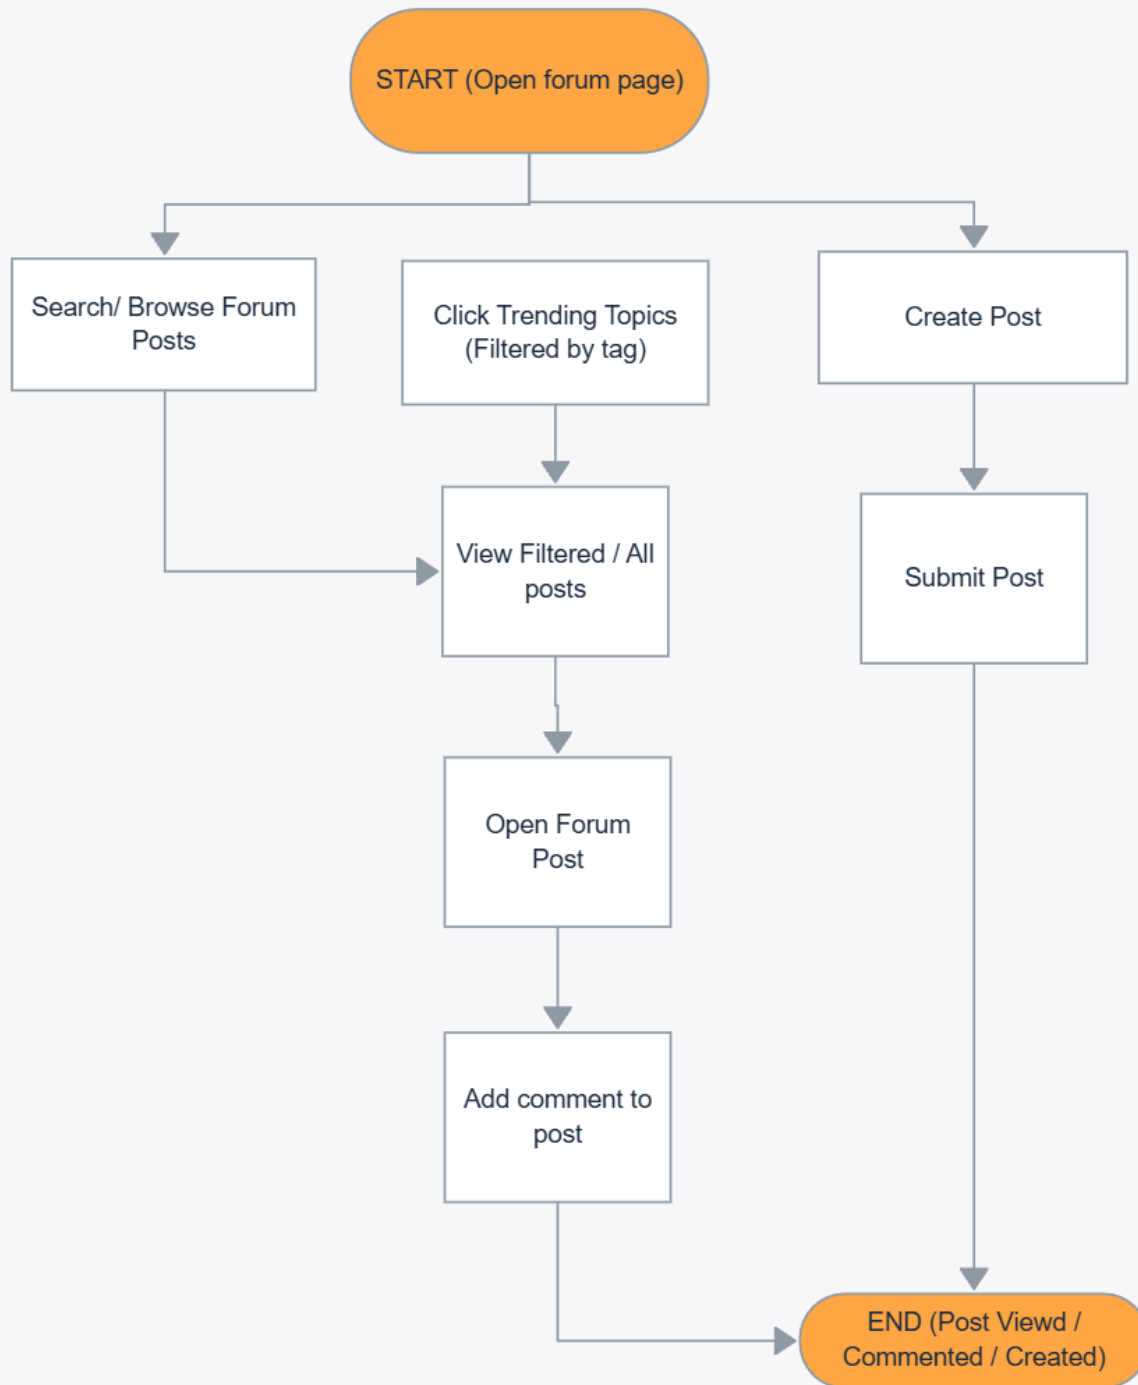 START (Open forum page)
Search/ Browse Forum
Posts
Click Trending Topics
(Filtered by tag)
Create Post
View Filtered / All
posts
Submit Post
Open Forum
Post
Add comment to
post
END (Post Viewd /
Commented / Created)